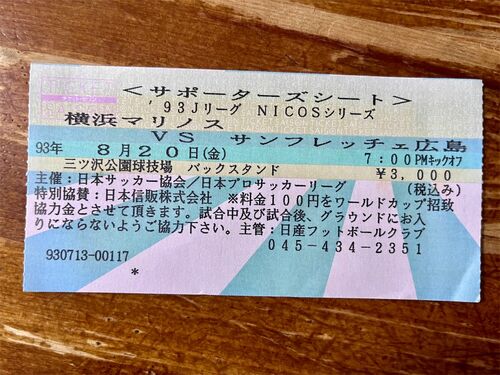 <サポーターズシート>
'93Jリーグ NICOSシリーズ
横浜マリノス
VS サンフレッチェ広島
93年 8月20日(金) 7:00PMキックオフ
三ツ沢公園球技場 バックスタンド ¥3,000
主催:日本サッカー協会/日本プロサッカーリーグ (税込み)
特別協賛:日本信販株式会社 ※料金100円をワールドカップ招致
協力金とさせて頂きます。試合中及び試合後、グラウンドにお入
りにならないようご協力下さい。主管:日産フットボールクラブ
045-434-2351
930713-00117
*